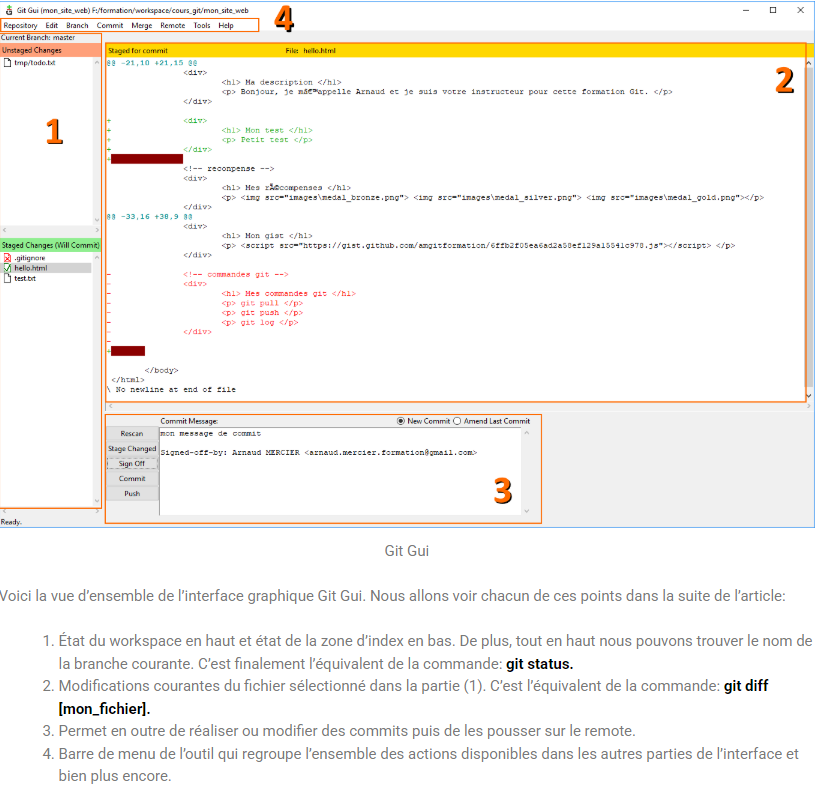 Git Gui (mon_site_web) F:/formation/workspace/cours_git/mon_site_web
Repository Edit Branch Commit Merge Remote Tools Help
4
Current Branch: master
Unstaged Changes
tmp/todo.txt
1
Staged Changes (Will Commit)
.gitignore
hello.html
test.txt
Staged for commit File: hello.html
2
@@ -21,10 +21,15 @@
<div>
<h1> Ma description </h1>
<p> Bonjour, je m’appelle Arnaud et je suis votre instructeur pour cette formation Git. </p>
</div>
+
+ <div>
+ <h1> Mon test </h1>
+ <p> Petit test </p>
+ </div>
+
<!-- reconpense -->
<div>
<h1> Mes récompenses </h1>
<p> <img src="images\medal_bronze.png"> <img src="images\medal_silver.png"> <img src="images\medal_gold.png"></p>
</div>
@@ -33,16 +38,9 @@
<div>
<h1> Mon gist </h1>
<p> <script src="https://gist.github.com/amgitformation/6ffb2f05ea6ad2a58ef129a15541c978.js"></script> </p>
</div>
- <!-- commandes git -->
- <div>
- <h1> Mes commandes git </h1>
- <p> git pull </p>
- <p> git push </p>
- <p> git log </p>
- </div>
-
+
</body>
</html>
\ No newline at end of file
Commit Message: New Commit Amend Last Commit
Rescan
Stage Changed
Sign Off
Commit
Push
mon message de commit
Signed-off-by: Arnaud MERCIER <arnaud.mercier.formation@gmail.com>
3
Ready.
Git Gui
Voici la vue d’ensemble de l’interface graphique Git Gui. Nous allons voir chacun de ces points dans la suite de l’article:
1. État du workspace en haut et état de la zone d’index en bas. De plus, tout en haut nous pouvons trouver le nom de
la branche courante. C’est finalement l’équivalent de la commande: git status.
2. Modifications courantes du fichier sélectionné dans la partie (1). C’est l’équivalent de la commande: git diff
[mon_fichier].
3. Permet en outre de réaliser ou modifier des commits puis de les pousser sur le remote.
4. Barre de menu de l’outil qui regroupe l’ensemble des actions disponibles dans les autres parties de l’interface et
bien plus encore.